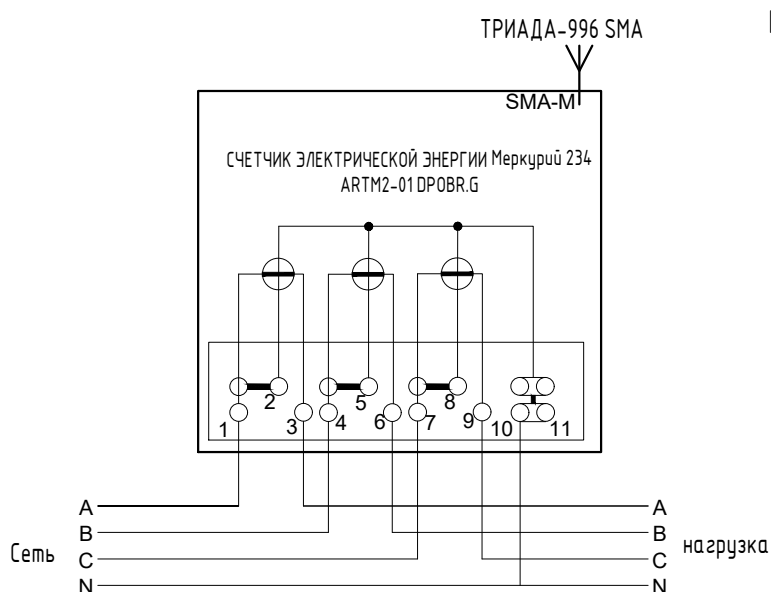 ТРИАДА-996 SMA
SMA-M
СЧЕТЧИК ЭЛЕКТРИЧЕСКОЙ ЭНЕРГИИ Меркурий 234
ARTM2-01 DPOBR.G
2 5 8
1 3 4 6 7 9 10 11
A A
B B
Сеть C C нагрузка
N N